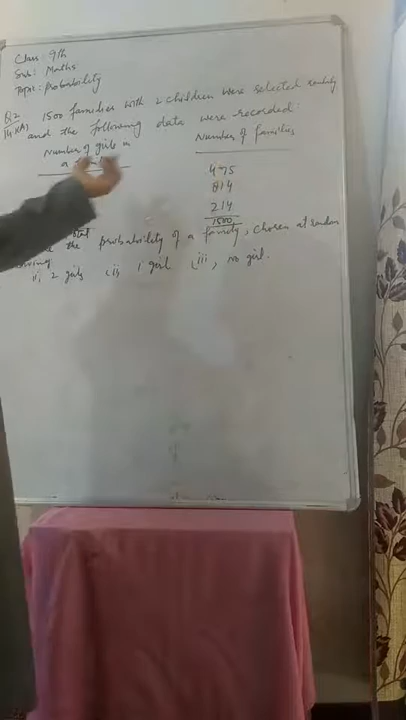 Class: 9th
Sub: Maths
Topic: Probability
Q2 1500 families with 2 children were selected randomly
and the following data were recorded:
Number of girls in
a
Number of families
475
814
214
1500
the probability of a family, chosen at random
2 girls (ii) 1 girl (iii) no girl.